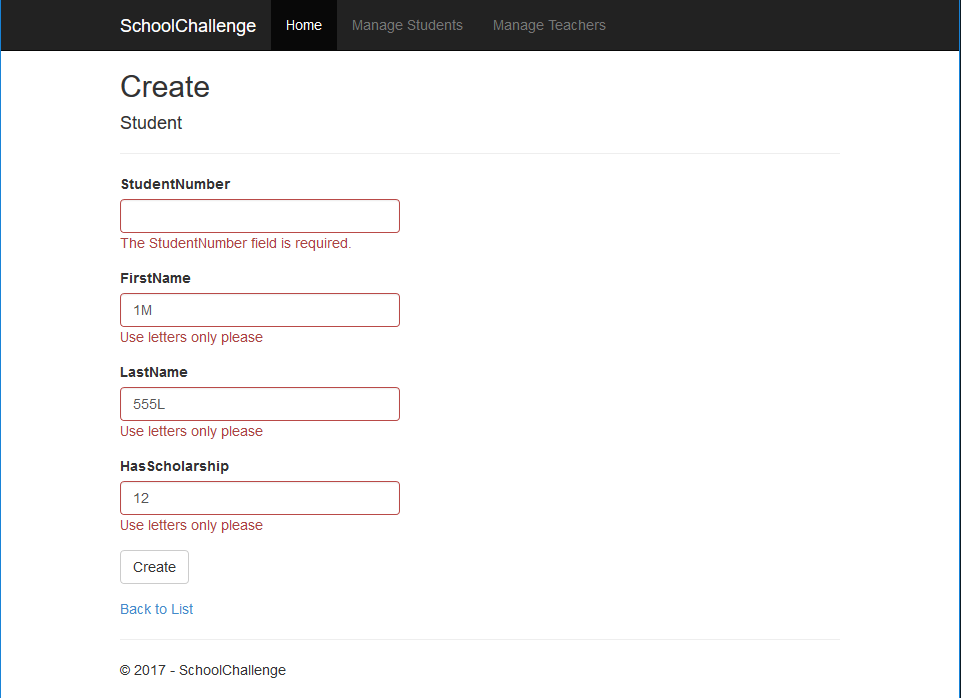 SchoolChallenge Home Manage Students Manage Teachers
Create
Student
StudentNumber
The StudentNumber field is required.
FirstName
1M
Use letters only please
LastName
555L
Use letters only please
HasScholarship
12
Use letters only please
Create
Back to List
© 2017 - SchoolChallenge